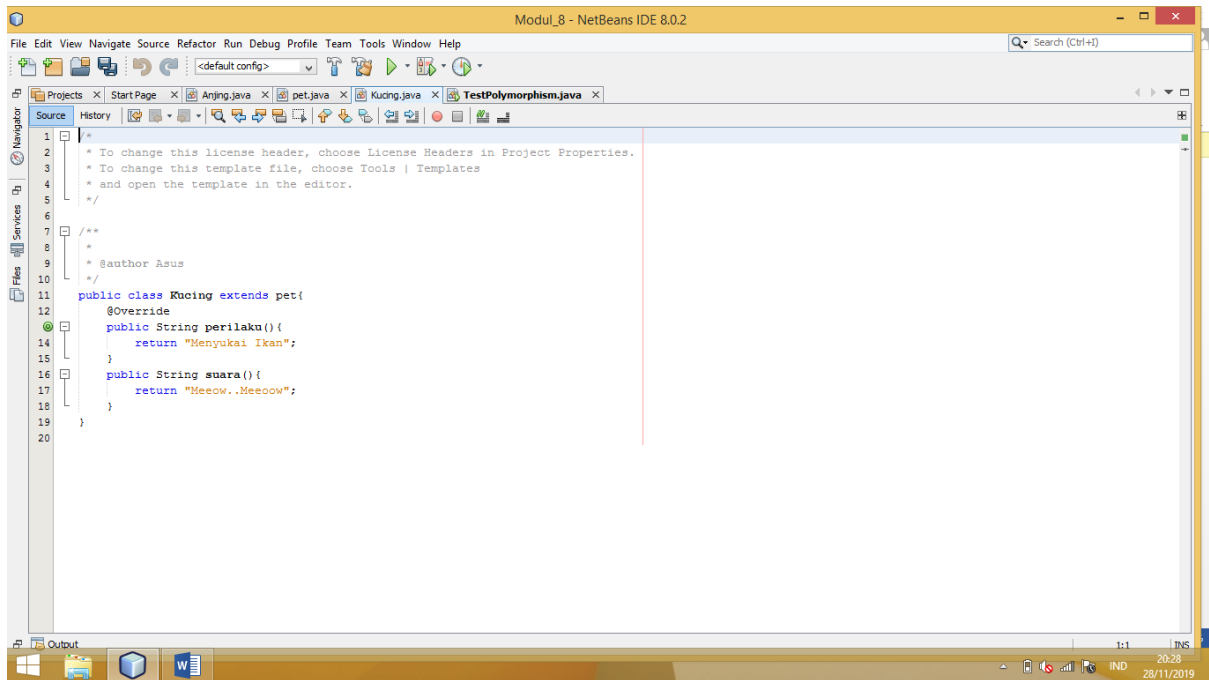 Modul_8 - NetBeans IDE 8.0.2
File Edit View Navigate Source Refactor Run Debug Profile Team Tools Window Help
Search (Ctrl+I)
<default config>
Projects Start Page Anjing.java pet.java Kucing.java TestPolymorphism.java
Source History
Navigator
Services
Files
1 /*
2 * To change this license header, choose License Headers in Project Properties.
3 * To change this template file, choose Tools | Templates
4 * and open the template in the editor.
5 */
6
7 /**
8 *
9 * @author Asus
10 */
11 public class Kucing extends pet{
12 @Override
public String perilaku(){
14 return "Menyukai Ikan";
15 }
16 public String suara(){
17 return "Meeow..Meeoow";
18 }
19 }
20
Output
1:1 INS
IND
20:28
28/11/2019